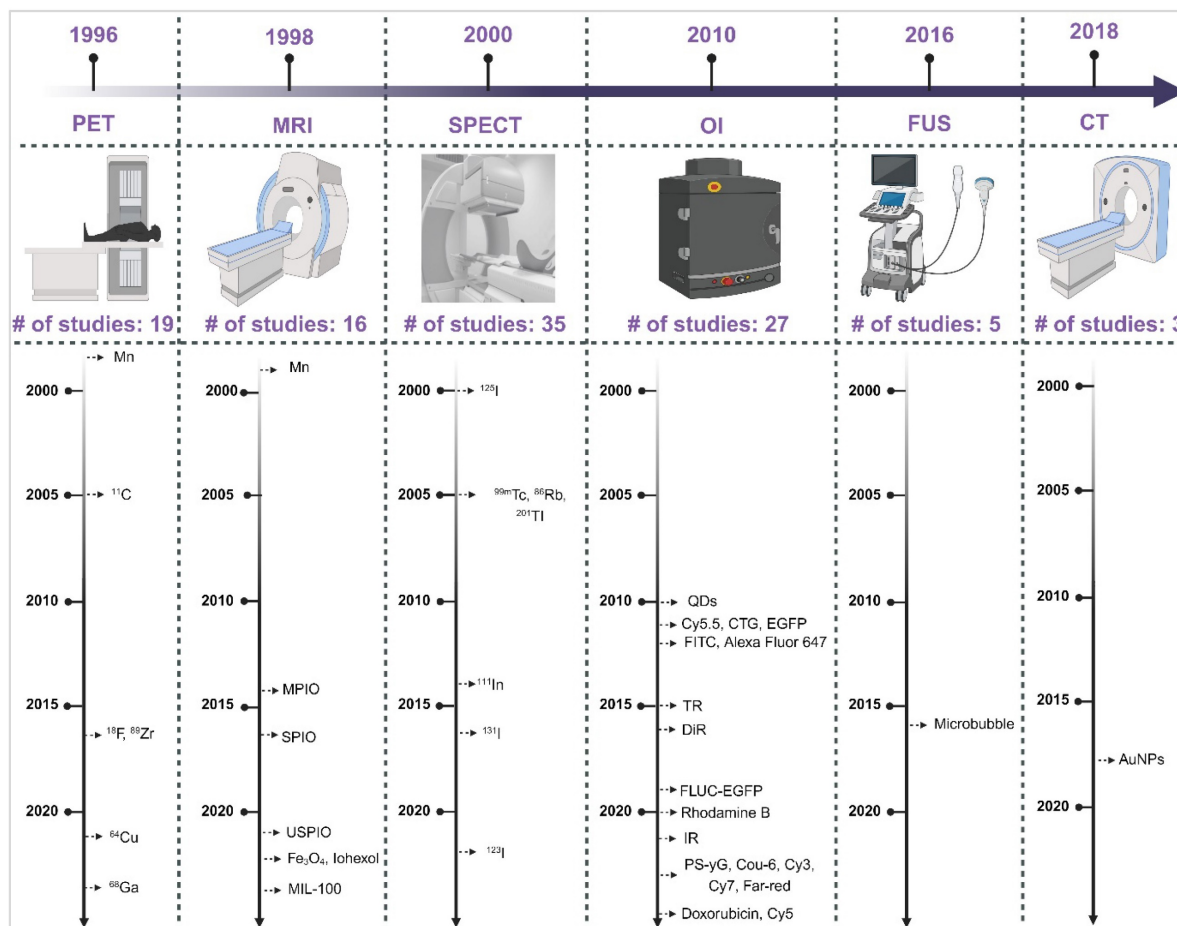 1996
1998
2000
2010
2016
2018
PET
MRI
SPECT
OI
FUS
CT
# of studies: 19
# of studies: 16
# of studies: 35
# of studies: 27
# of studies: 5
# of studies: 3
Mn
2000
2005
¹¹C
2010
2015
¹⁸F, ⁸⁹Zr
2020
⁶⁴Cu
⁶⁸Ga
Mn
2000
2005
2010
MPIO
2015
SPIO
2020
USPIO
Fe₃O₄, Iohexol
MIL-100
2000
¹²⁵I
2005
⁹⁹ᵐTc, ⁸⁶Rb,
²⁰¹Tl
2010
¹¹¹In
2015
¹³¹I
2020
¹²³I
2000
2005
2010
QDs
Cy5.5, CTG, EGFP
FITC, Alexa Fluor 647
2015
TR
DiR
FLUC-EGFP
2020
Rhodamine B
IR
PS-yG, Cou-6, Cy3,
Cy7, Far-red
Doxorubicin, Cy5
2000
2005
2010
2015
Microbubble
2020
2000
2005
2010
2015
AuNPs
2020